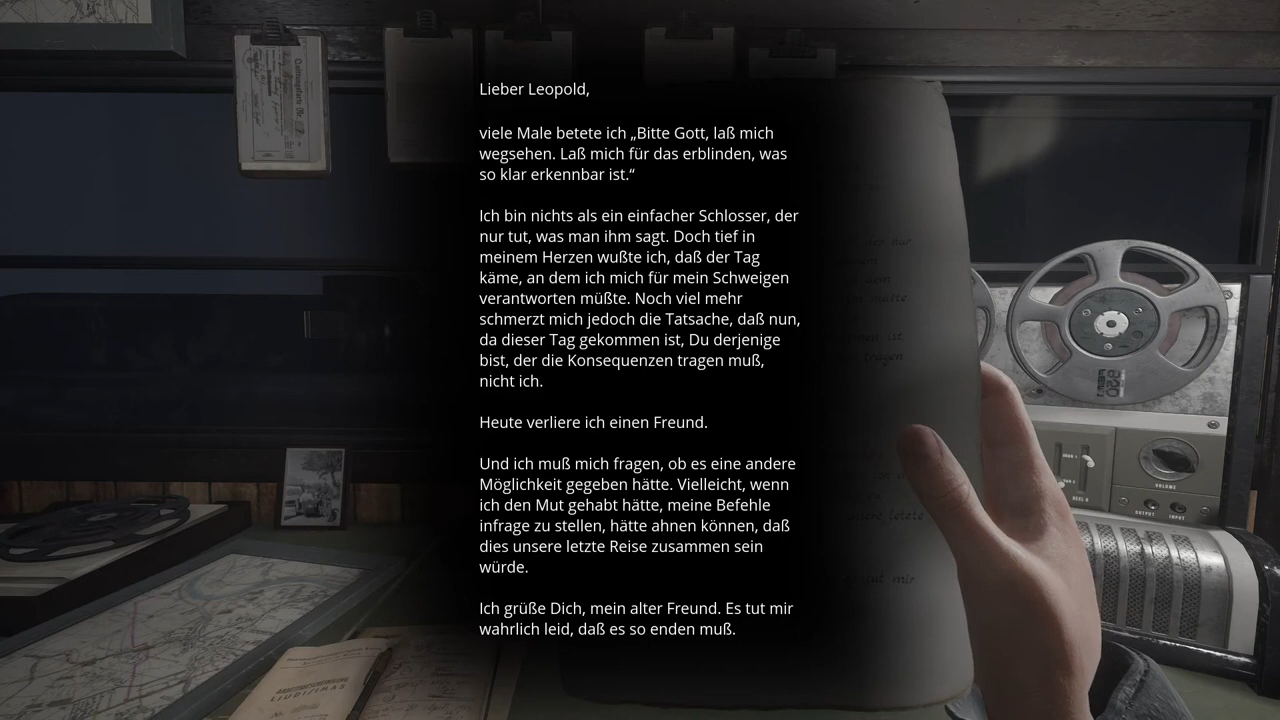 Lieber Leopold,
viele Male betete ich „Bitte Gott, laß mich
wegsehen. Laß mich für das erblinden, was
so klar erkennbar ist.“
Ich bin nichts als ein einfacher Schlosser, der
nur tut, was man ihm sagt. Doch tief in
meinem Herzen wußte ich, daß der Tag
käme, an dem ich mich für mein Schweigen
verantworten müßte. Noch viel mehr
schmerzt mich jedoch die Tatsache, daß nun,
da dieser Tag gekommen ist, Du derjenige
bist, der die Konsequenzen tragen muß,
nicht ich.
Heute verliere ich einen Freund.
Und ich muß mich fragen, ob es eine andere
Möglichkeit gegeben hätte. Vielleicht, wenn
ich den Mut gehabt hätte, meine Befehle
infrage zu stellen, hätte ahnen können, daß
dies unsere letzte Reise zusammen sein
würde.
Ich grüße Dich, mein alter Freund. Es tut mir
wahrlich leid, daß es so enden muß.
VOLUME
OUTPUT INPUT